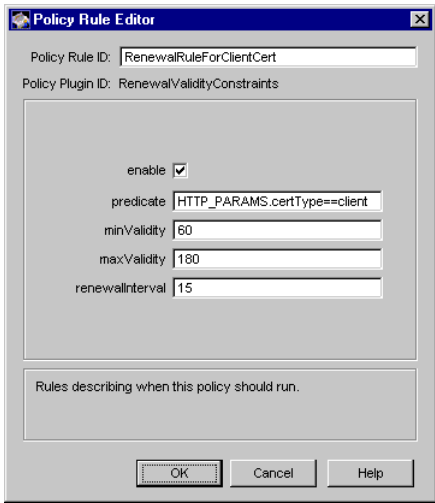 Policy Rule Editor
Policy Rule ID: RenewalRuleForClientCert
Policy Plugin ID: RenewalValidityConstraints
enable
predicate HTTP_PARAMS.certType==client
minValidity 60
maxValidity 180
renewalInterval 15
Rules describing when this policy should run.
OK Cancel Help